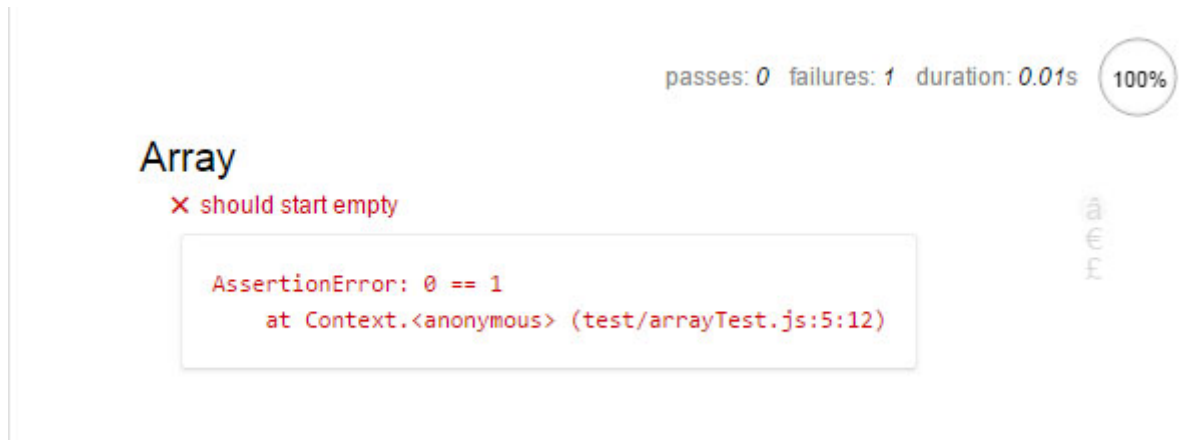 passes: 0 failures: 1 duration: 0.01s 100%
Array
× should start empty
â
€
£
AssertionError: 0 == 1
at Context.<anonymous> (test/arrayTest.js:5:12)